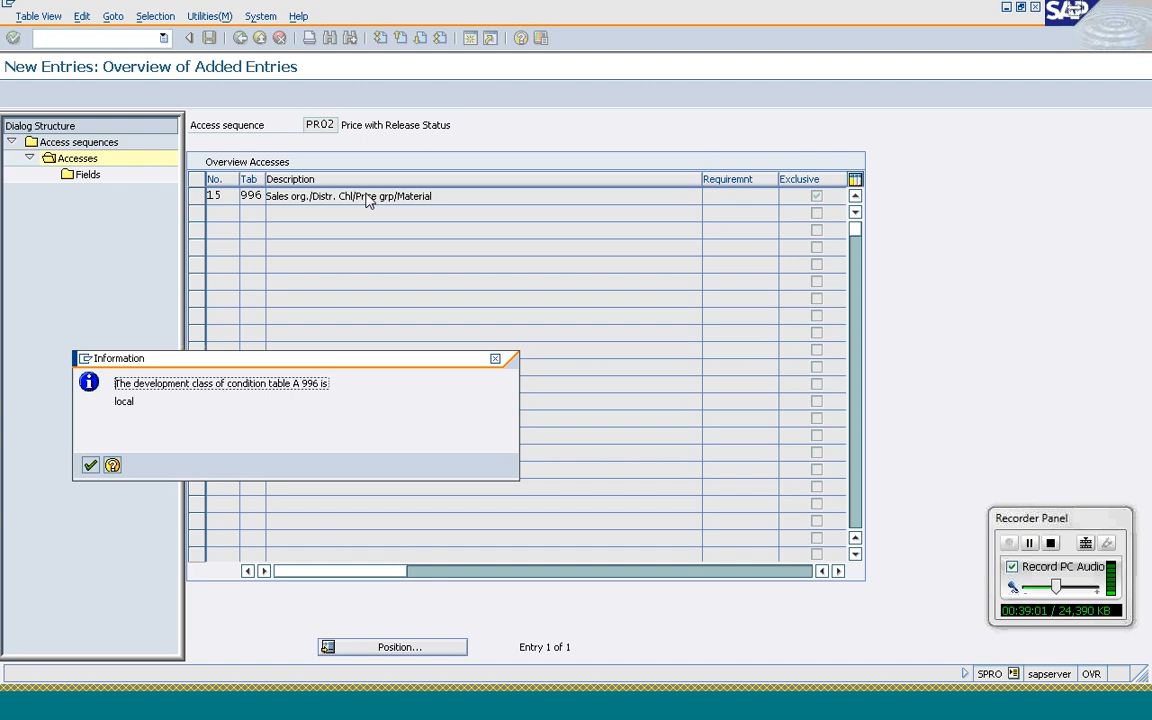 Table View Edit Goto Selection Utilities(M) System Help
SAP
New Entries: Overview of Added Entries
Dialog Structure
Access sequences
Accesses
Fields
Access sequence PR02 Price with Release Status
Overview Accesses
No. Tab Description Requiremnt Exclusive
15 996 Sales org./Distr. Chl/Price grp/Material
Information
The development class of condition table A 996 is
local
Recorder Panel
Record PC Audio
00:39:01 / 24,390 KB
Position... Entry 1 of 1
SPRO sapserver OVR